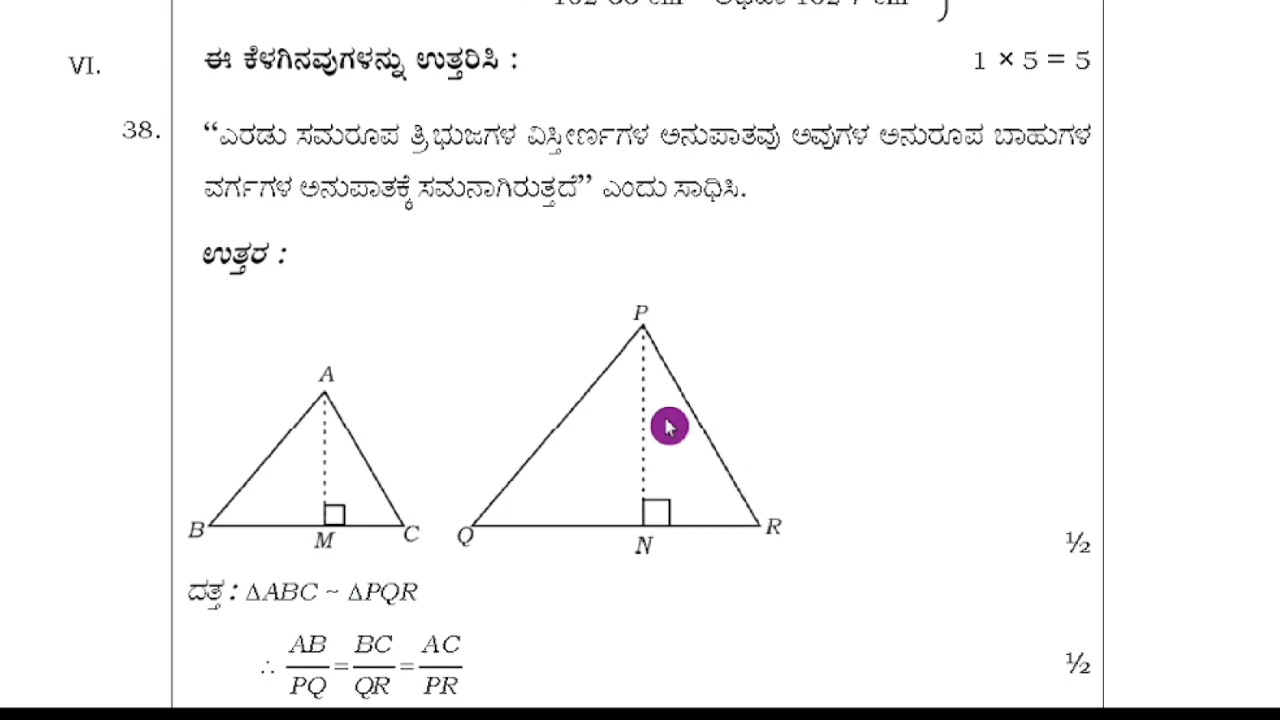 VI. ಈ ಕೆಳಗಿನವುಗಳನ್ನು ಉತ್ತರಿಸಿ : 1 × 5 = 5
38. “ಎರಡು ಸಮರೂಪ ತ್ರಿಭುಜಗಳ ವಿಸ್ತೀರ್ಣಗಳ ಅನುಪಾತವು ಅವುಗಳ ಅನುರೂಪ ಬಾಹುಗಳ
ವರ್ಗಗಳ ಅನುಪಾತಕ್ಕೆ ಸಮನಾಗಿರುತ್ತದೆ” ಎಂದು ಸಾಧಿಸಿ.
ಉತ್ತರ :
P
A
B M C Q N R ½
ದತ್ತ : ∆ABC ~ ∆PQR
∴ AB/PQ = BC/QR = AC/PR ½